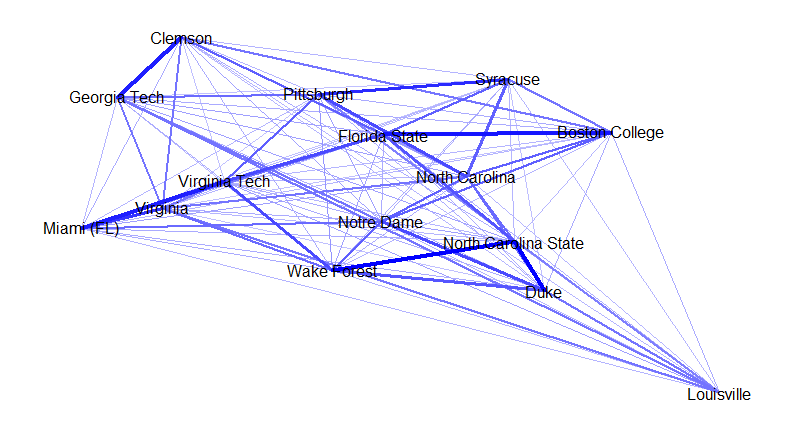 Clemson
Syracuse
Georgia Tech
Pittsburgh
Florida State
Boston College
Virginia Tech
North Carolina
Virginia
Miami (FL)
Notre Dame
North Carolina State
Wake Forest
Duke
Louisville